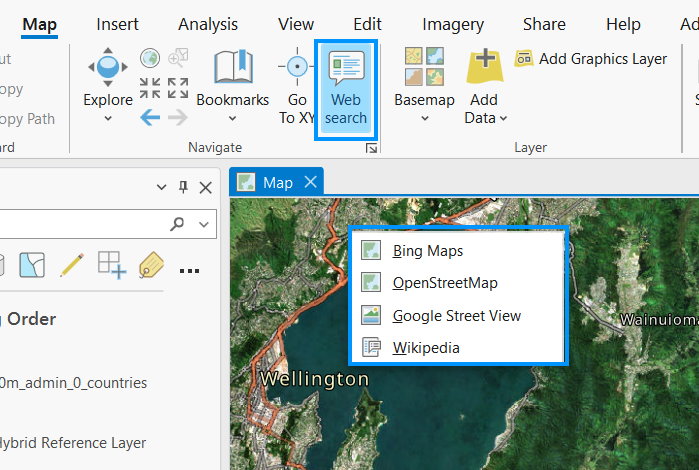 Map Insert Analysis View Edit Imagery Share Help Ad
ut
opy
opy Path
Explore
Bookmarks
Go
To XY
Web
search
Basemap
Add
Data
Add Graphics Layer
rd
Navigate
Layer
Map
Bing Maps
OpenStreetMap
Google Street View
Wikipedia
Wainuioma
Wellington
g Order
0m_admin_0_countries
Hybrid Reference Layer